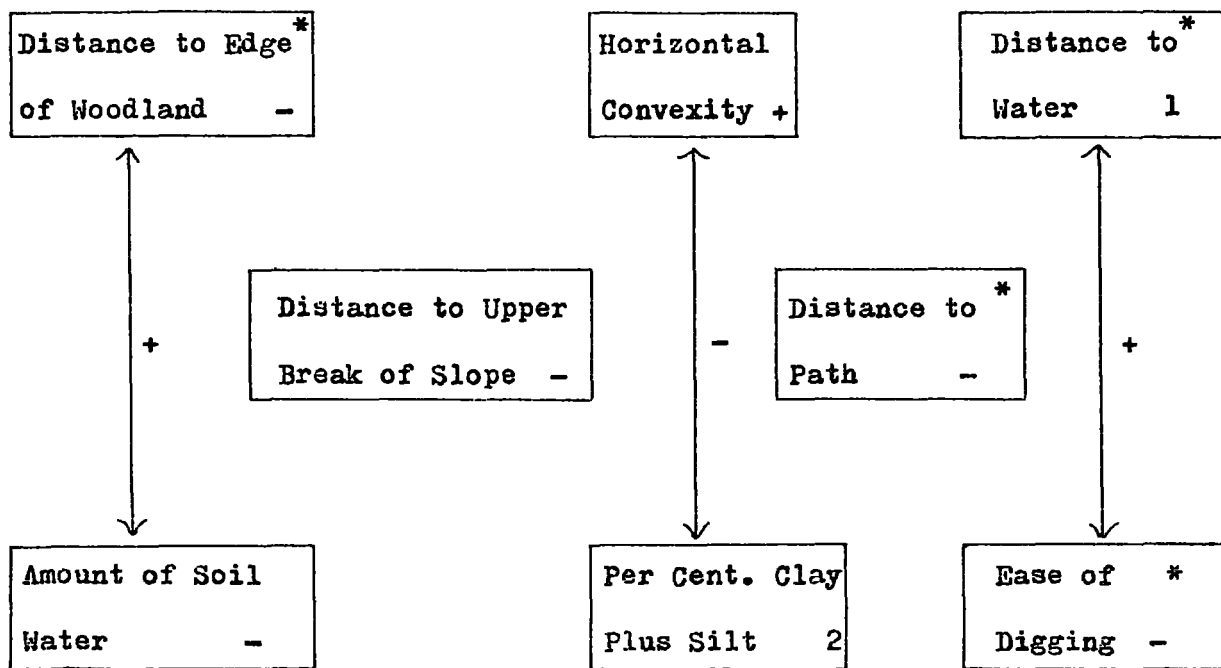 Distance to Edge*
of Woodland -
Horizontal
Convexity +
Distance to*
Water 1
+
Distance to Upper
Break of Slope -
-
Distance to *
Path -
+
Amount of Soil
Water -
Per Cent. Clay
Plus Silt 2
Ease of *
Digging -